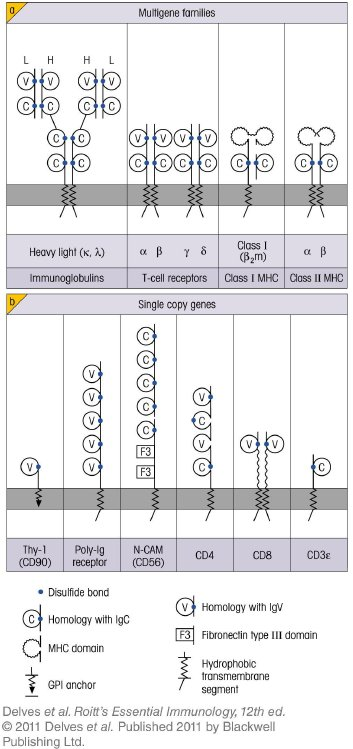 a
Multigene families
L H H L
V V V V
C C C C
C C
C C
V V V V
C C C C
C C
C C
Heavy light (κ, λ)
α β γ δ
Class I
(β2m)
α β
Immunoglobulins
T-cell receptors
Class I MHC
Class II MHC
b
Single copy genes
V
V
V
V
V
V
C
C
C
C
C
F3
F3
V
C
V
C
V V
C
Thy-1
(CD90)
Poly-Ig
receptor
N-CAM
(CD56)
CD4
CD8
CD3ε
Disulfide bond
C Homology with IgC
MHC domain
GPI anchor
V Homology with IgV
F3 Fibronectin type III domain
Hydrophobic
transmembrane
segment
Delves et al. Roitt's Essential Immunology, 12th ed.
© 2011 Delves et al. Published 2011 by Blackwell
Publishing Ltd.